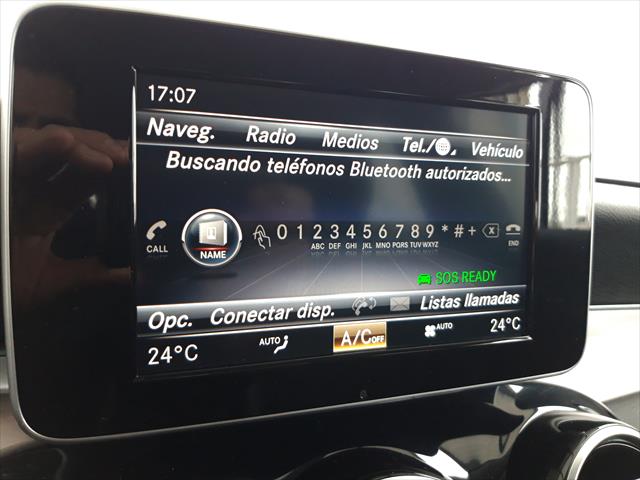 17:07
Naveg. Radio Medios Tel./ Vehículo
Buscando teléfonos Bluetooth autorizados...
CALL NAME 0 1 2 3 4 5 6 7 8 9 * # + X END
ABC DEF GHI JKL MNO PQRS TUV WXYZ
SOS READY
Opc. Conectar disp. Listas llamadas
24°C AUTO A/C OFF AUTO 24°C